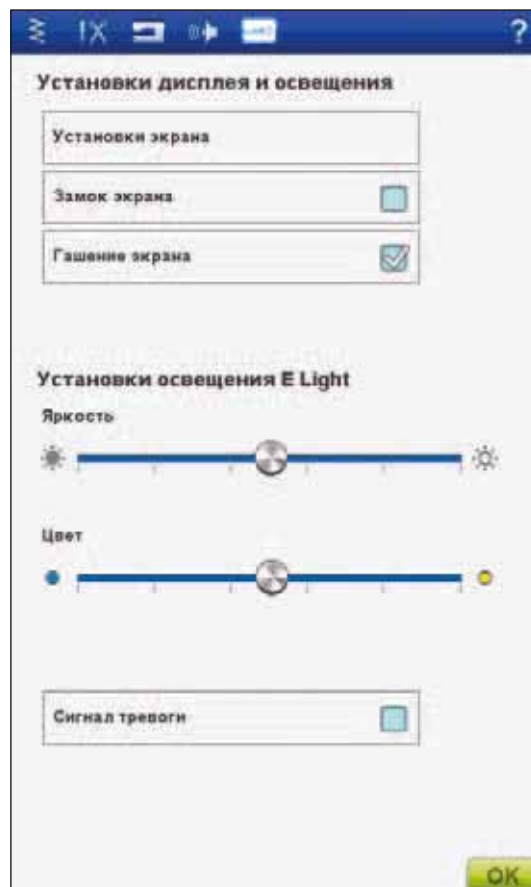 ?
Установки дисплея и освещения
Установки экрана
Замок экрана
Гашение экрана
Установки освещения E Light
Яркость
Цвет
Сигнал тревоги
OK